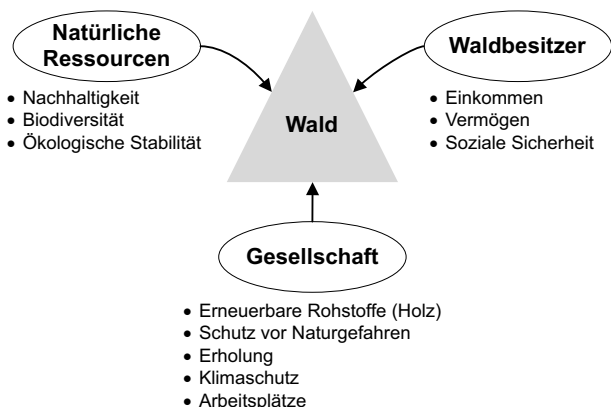 Natürliche
Ressourcen
• Nachhaltigkeit
• Biodiversität
• Ökologische Stabilität
Waldbesitzer
• Einkommen
• Vermögen
• Soziale Sicherheit
Wald
Gesellschaft
• Erneuerbare Rohstoffe (Holz)
• Schutz vor Naturgefahren
• Erholung
• Klimaschutz
• Arbeitsplätze